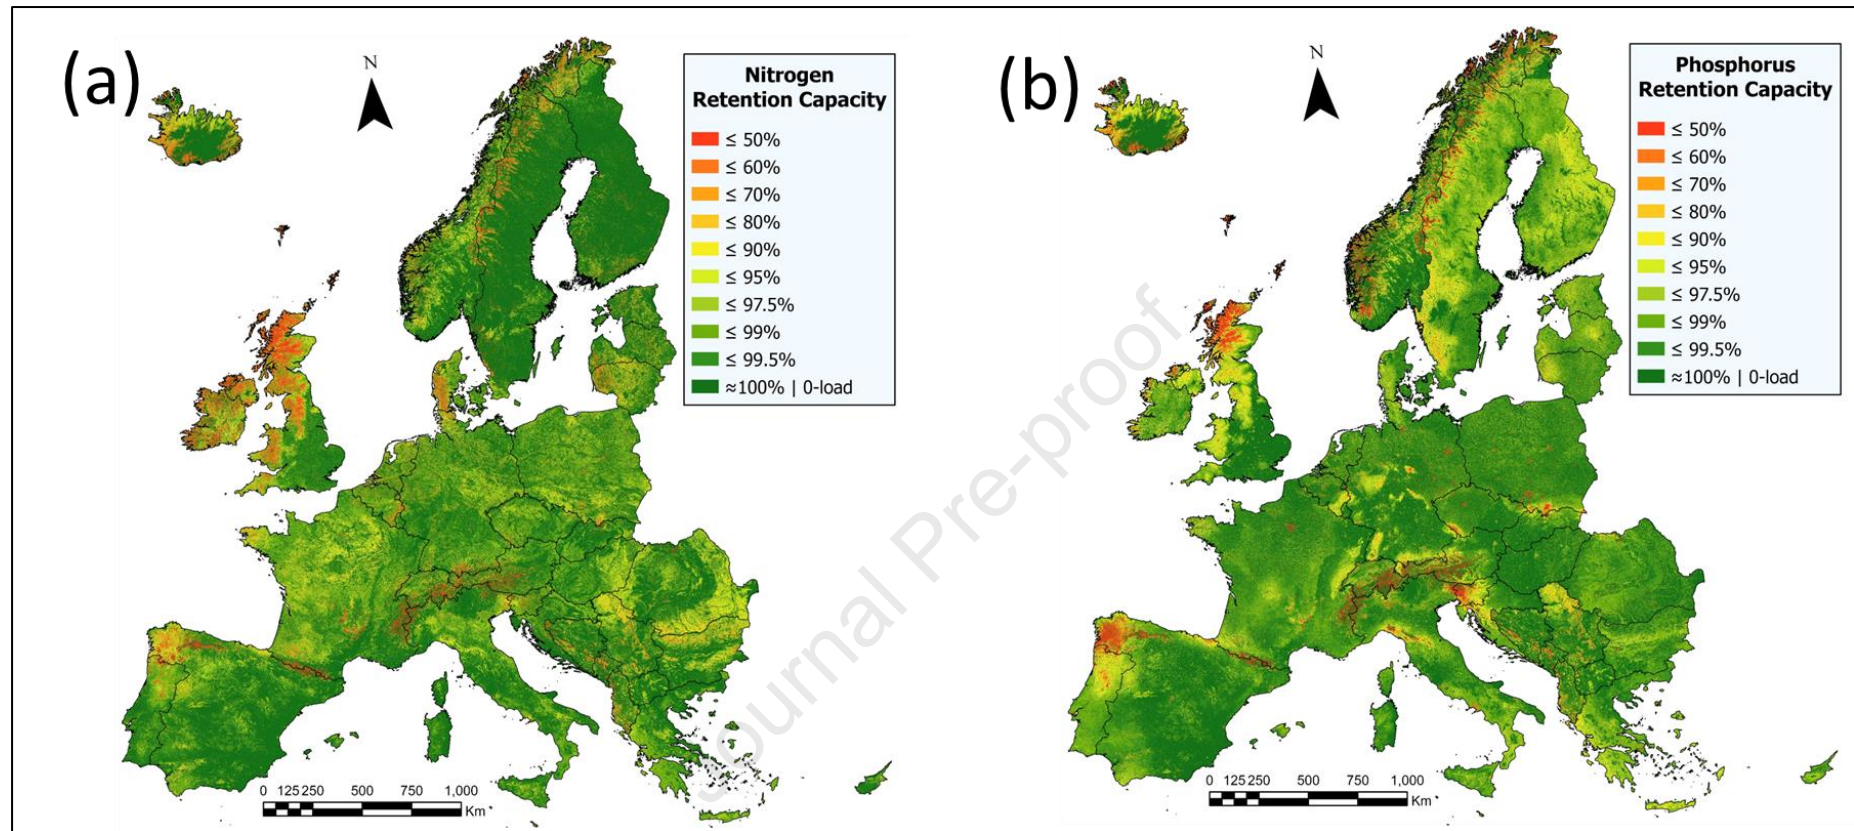 (a)
N
Nitrogen
Retention Capacity
≤ 50%
≤ 60%
≤ 70%
≤ 80%
≤ 90%
≤ 95%
≤ 97.5%
≤ 99%
≤ 99.5%
≈100% | 0-load
0 125 250 500 750 1,000
Km
(b)
N
Phosphorus
Retention Capacity
≤ 50%
≤ 60%
≤ 70%
≤ 80%
≤ 90%
≤ 95%
≤ 97.5%
≤ 99%
≤ 99.5%
≈100% | 0-load
0 125 250 500 750 1,000
Km
Journal Pre-proof